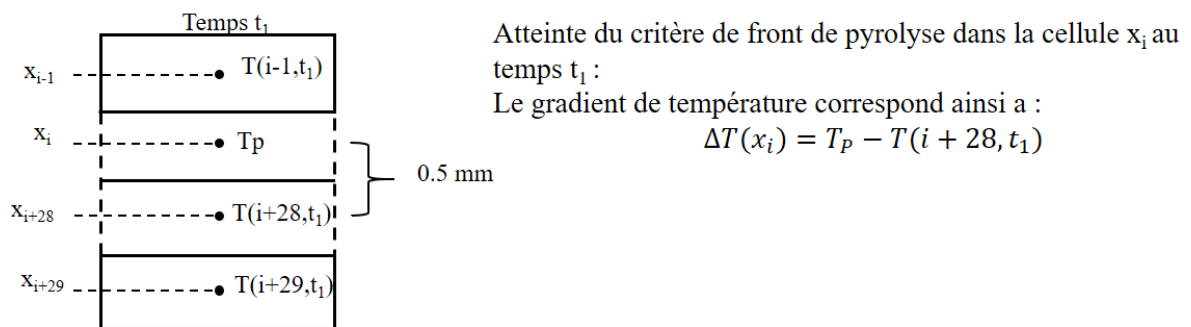 Temps t₁
x_{i-1} T(i-1,t₁)
x_i Tp
x_{i+28} T(i+28,t₁)
x_{i+29} T(i+29,t₁)
0.5 mm
Atteinte du critère de front de pyrolyse dans la cellule x_i au
temps t₁ :
Le gradient de température correspond ainsi a :
ΔT(x_i) = T_P − T(i + 28, t₁)